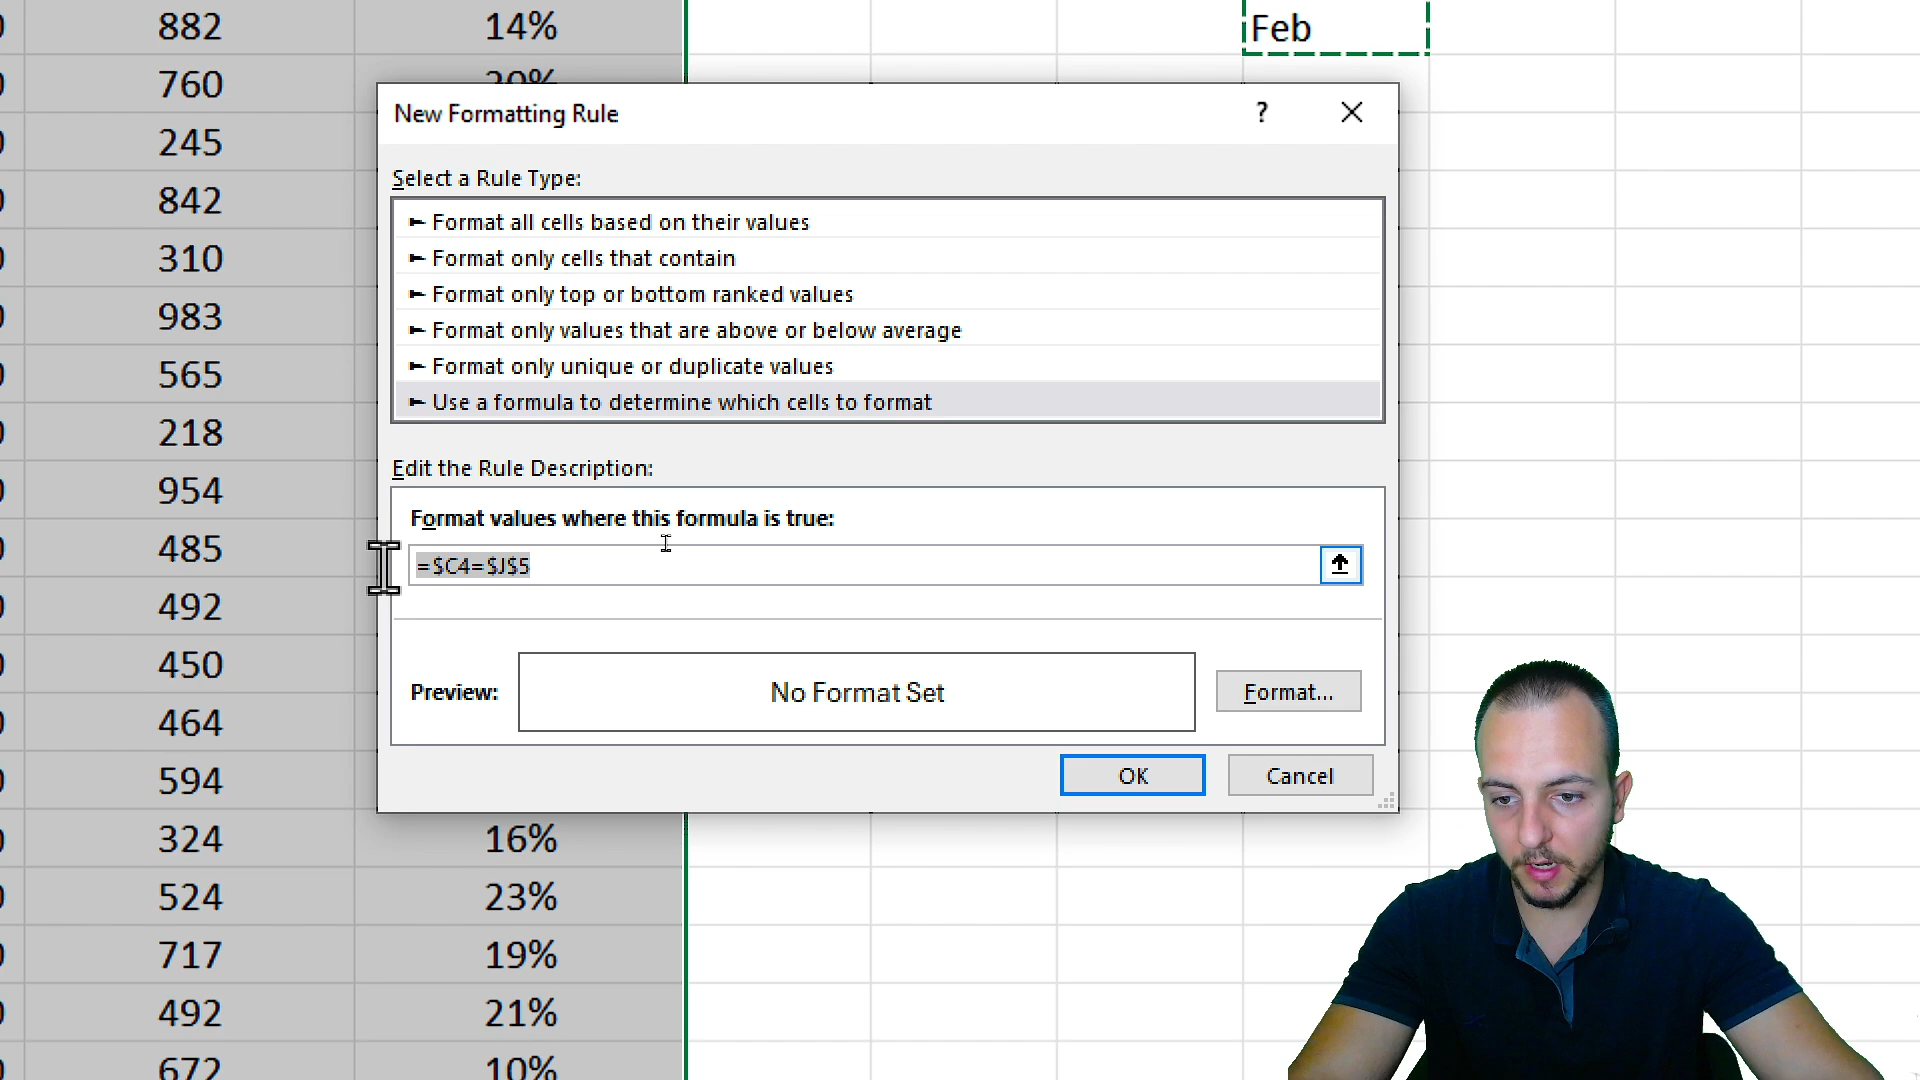 882 14% Feb
760 20%
245
842
310
983
565
218
954
485
492
450
464
594
324 16%
524 23%
717 19%
492 21%
672 10%
New Formatting Rule ?
Select a Rule Type:
► Format all cells based on their values
► Format only cells that contain
► Format only top or bottom ranked values
► Format only values that are above or below average
► Format only unique or duplicate values
► Use a formula to determine which cells to format
Edit the Rule Description:
Format values where this formula is true:
=$C4=$J$5
Preview: No Format Set Format...
OK Cancel